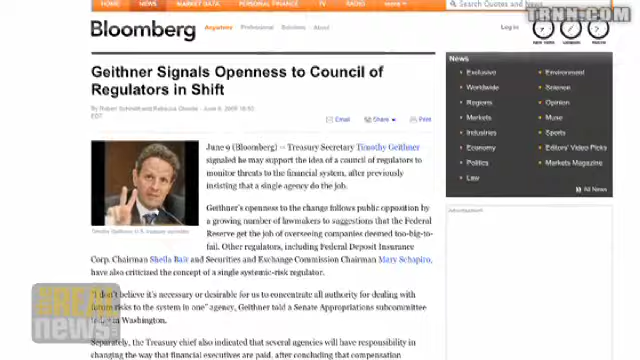 TRNN.COM
HOME NEWS MARKET DATA PERSONAL FINANCE TV RADIO more
Search Quotes and News
Bloomberg
Anywhere Professional Solutions About
Log in
Geithner Signals Openness to Council of
Regulators in Shift
By Robert Schmidt and Rebecca
EDT
Email Share Print
June 9 (Bloomberg) -- Treasury Secretary Timothy Geithner
signaled he may support the idea of a council of regulators to
monitor threats to the financial system, after previously
insisting that a single agency do the job.
Geithner's openness to the change follows public opposition by
a growing number of lawmakers to suggestions that the Federal
Reserve get the job of overseeing companies deemed too-big-to-
fail. Other regulators, including Federal Deposit Insurance
Corp. Chairman Sheila Bair and Securities and Exchange Commission Chairman Mary Schapiro,
have also criticized the concept of a single systemic-risk regulator.
"I don't believe it's necessary or desirable for us to concentrate all authority for dealing with
future risks to the system in one" agency, Geithner told a Senate Appropriations subcommittee
today in Washington.
Separately, the Treasury chief also indicated that several agencies will have responsibility in
changing the way that financial executives are paid, after concluding that compensation
THE REAL
news.com
News
Exclusive
Worldwide
Regions
Markets
Industries
Economy
Politics
Law
Environment
Science
Opinion
Muse
Sports
Editors' Video Picks
Markets Magazine
All News
Advertisement